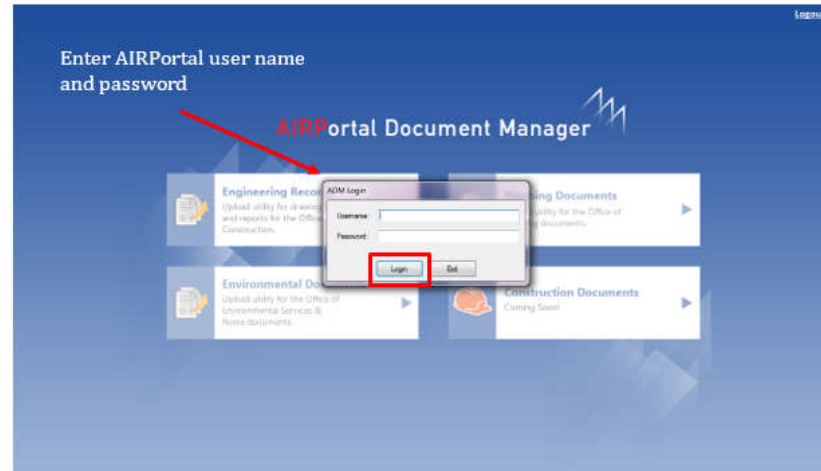 Logou
Enter AIRPortal user name
and password
AIRPortal Document Manager
Engineering Recor
Upload utility for drawing
and reports for the Office
Construction.
ADM Login
Username:
Password:
Login
Exit
ing Documents
utility for the Office of
documents.
Environmental Do
Upload utility for the Office of
Environmental Services &
Noise documents.
Construction Documents
Coming Soon!